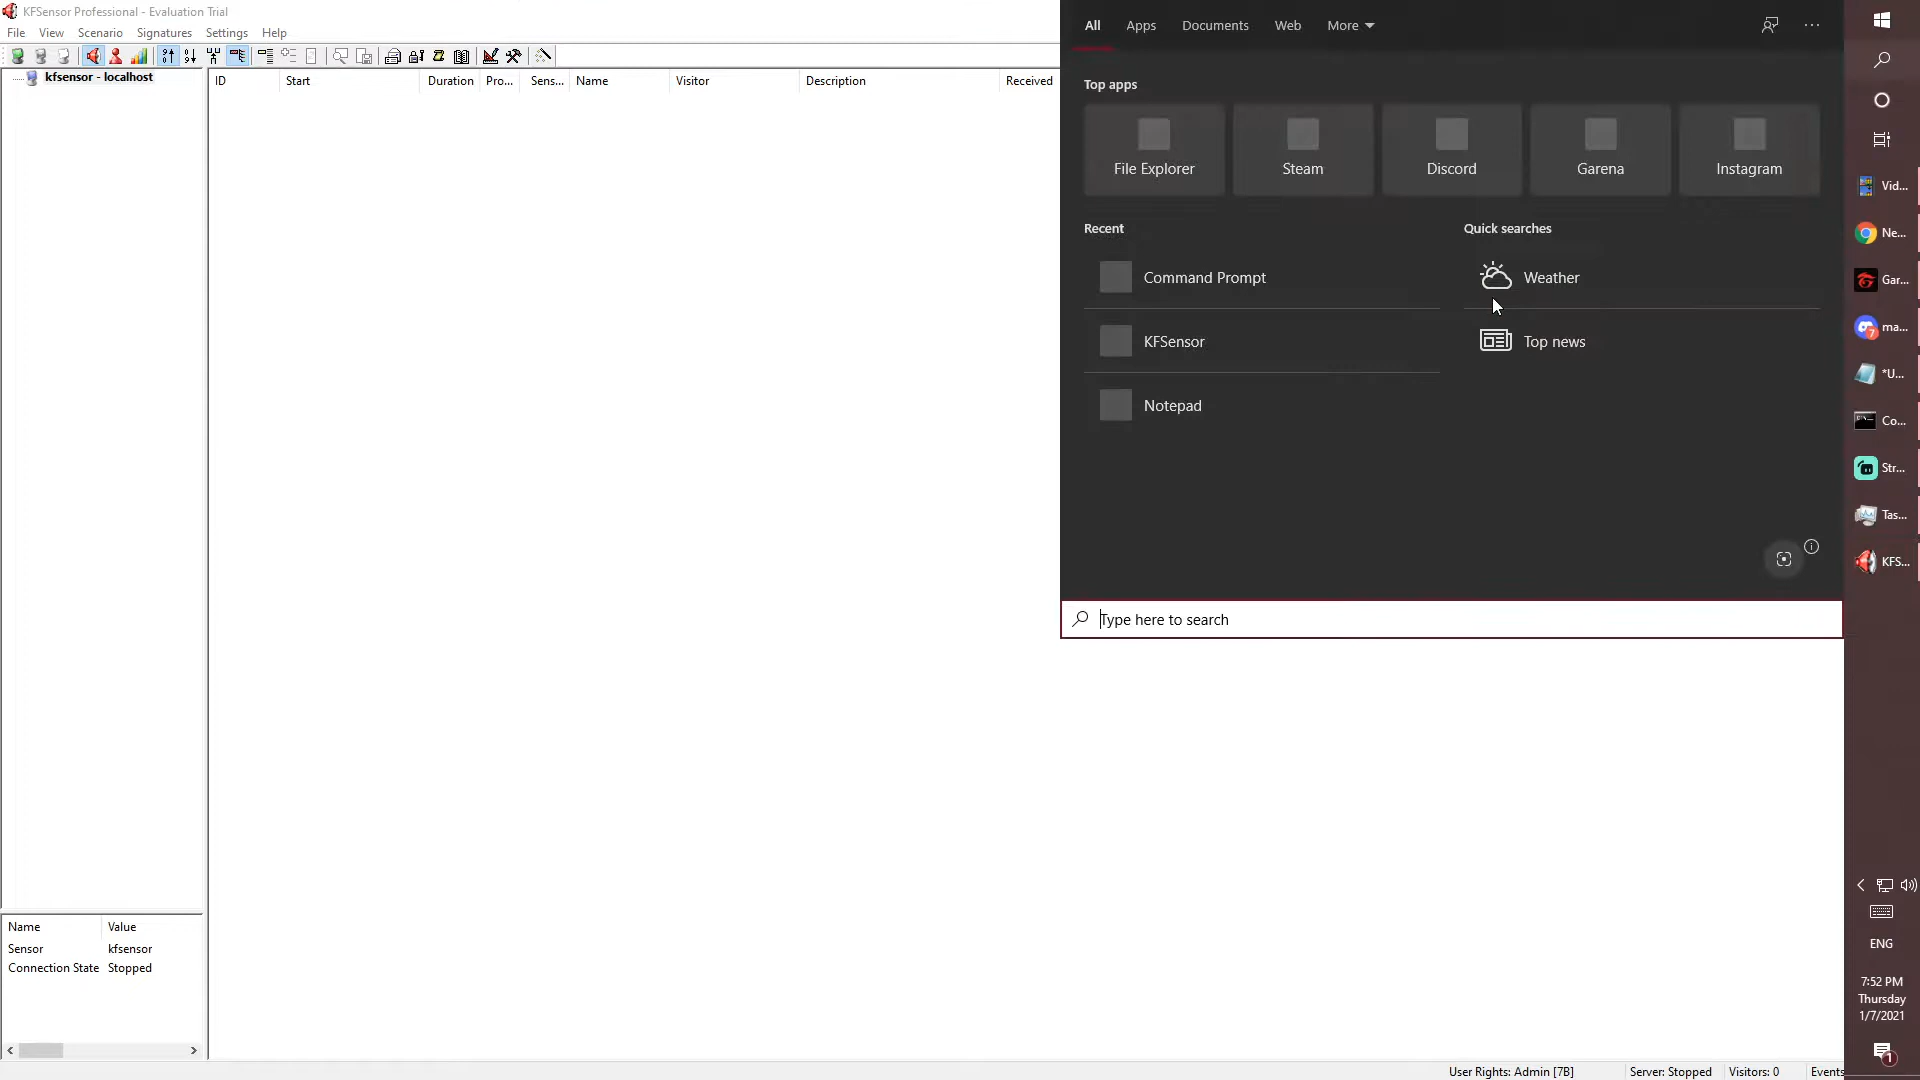 KFSensor Professional - Evaluation Trial
File View Scenario Signatures Settings Help
kfsensor - localhost
ID Start Duration Pro... Sens... Name Visitor Description Received
Name Value
Sensor kfsensor
Connection State Stopped
All Apps Documents Web More
Top apps
File Explorer Steam Discord Garena Instagram
Recent Quick searches
Command Prompt Weather
KFSensor Top news
Notepad
Type here to search
Vid...
Ne...
Gar...
ma...
7
*U...
Co...
Str...
Tas...
KFS...
ENG
7:52 PM
Thursday
1/7/2021
1
User Rights: Admin [7B] Server: Stopped Visitors: 0 Events